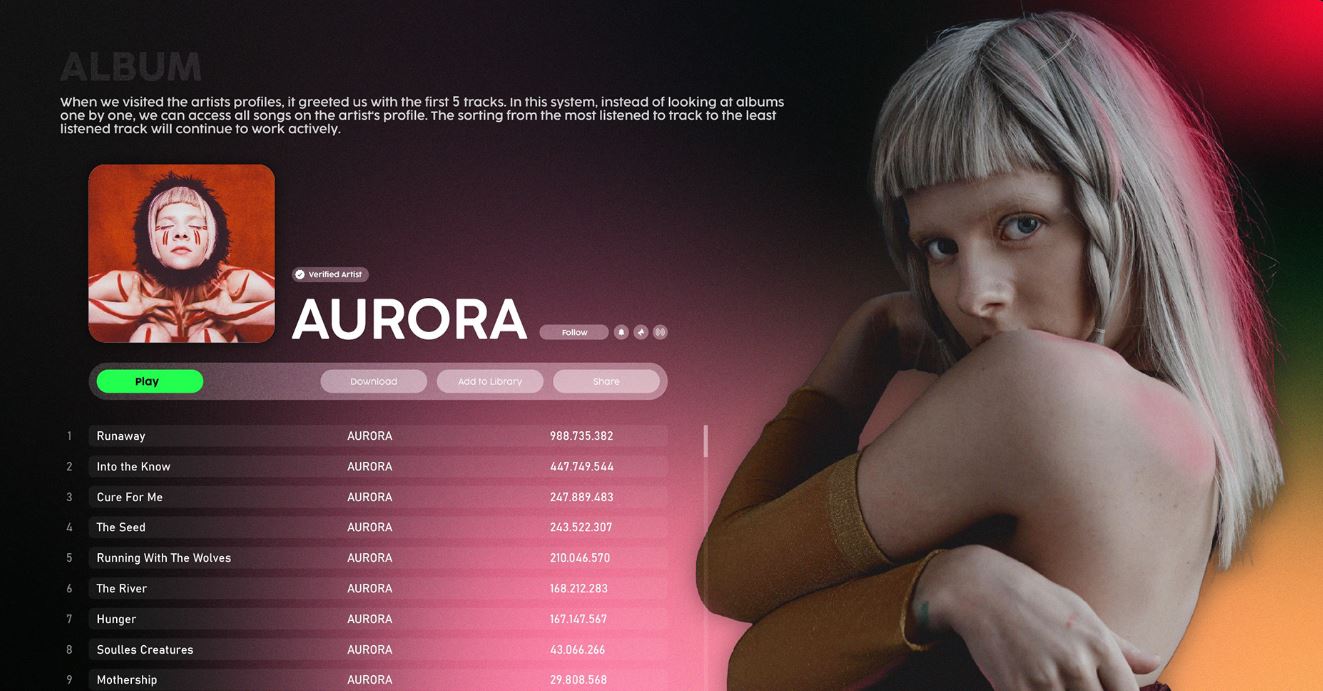 ALBUM
When we visited the artists profiles, it greeted us with the first 5 tracks. In this system, instead of looking at albums
one by one, we can access all songs on the artist's profile. The sorting from the most listened to track to the least
listened track will continue to work actively.
Verified Artist
AURORA Follow
Play Download Add to Library Share
1 Runaway AURORA 988.735.382
2 Into the Know AURORA 447.749.544
3 Cure For Me AURORA 247.889.483
4 The Seed AURORA 243.522.307
5 Running With The Wolves AURORA 210.046.570
6 The River AURORA 168.212.283
7 Hunger AURORA 167.147.567
8 Soulles Creatures AURORA 43.066.266
9 Mothership AURORA 29.808.568